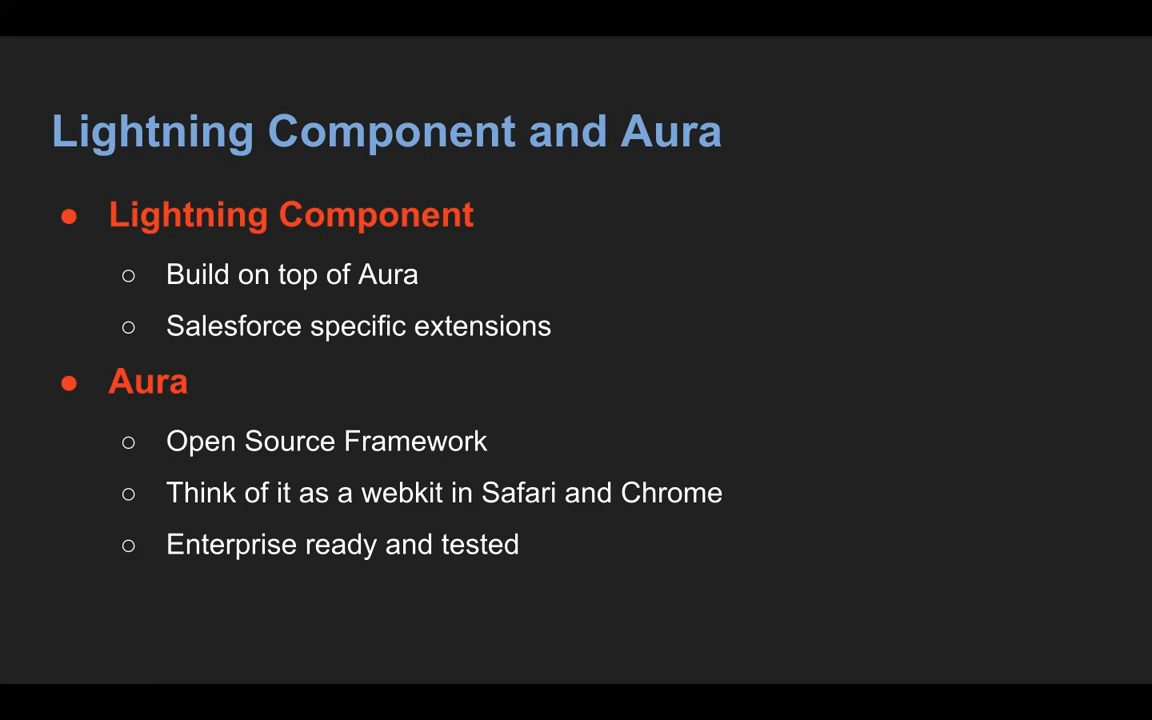 Lightning Component and Aura
● Lightning Component
○ Build on top of Aura
○ Salesforce specific extensions
● Aura
○ Open Source Framework
○ Think of it as a webkit in Safari and Chrome
○ Enterprise ready and tested